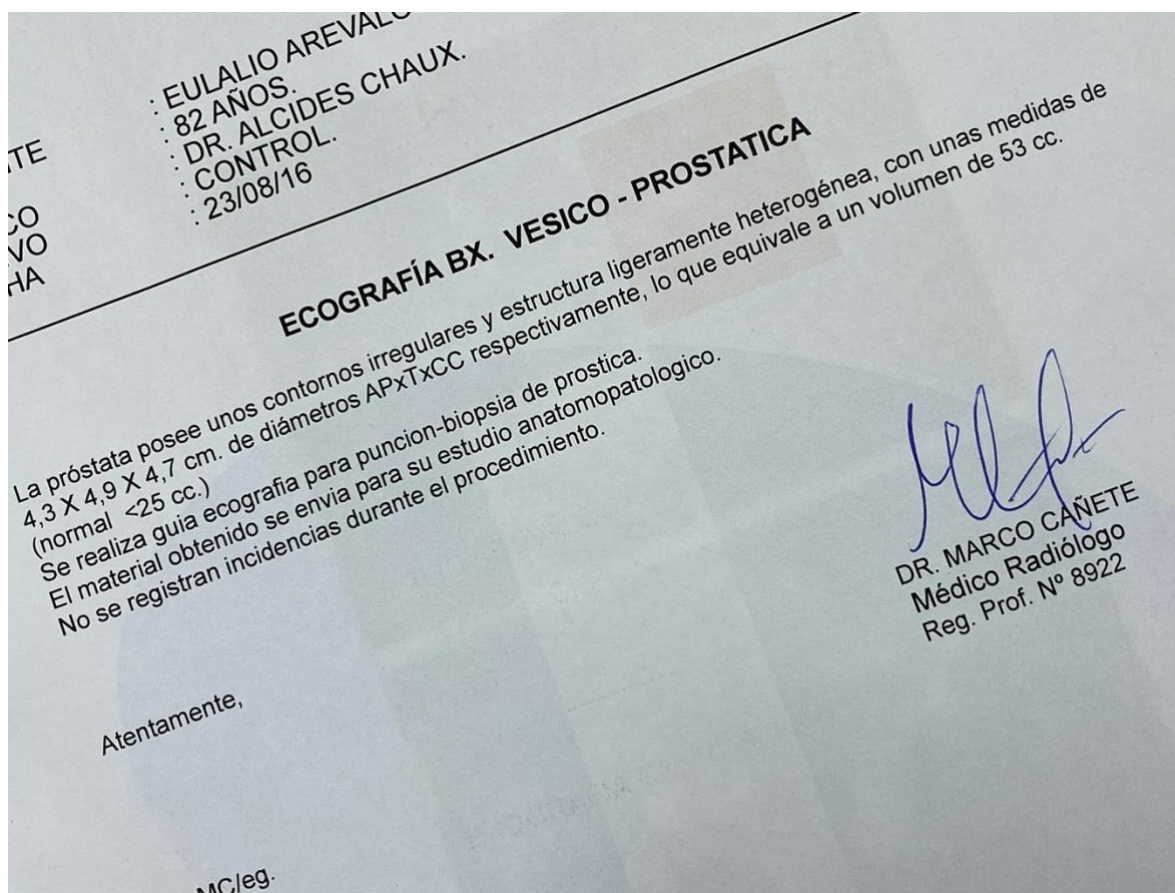 : EULALIO AREVALO
: 82 AÑOS.
TE : DR. ALCIDES CHAUX.
CO : CONTROL.
VO : 23/08/16
HA
ECOGRAFÍA BX. VESICO - PROSTATICA
La próstata posee unos contornos irregulares y estructura ligeramente heterogénea, con unas medidas de
4,3 X 4,9 X 4,7 cm. de diámetros APxTxCC respectivamente, lo que equivale a un volumen de 53 cc.
(normal <25 cc.)
Se realiza guia ecografia para puncion-biopsia de prostica.
El material obtenido se envia para su estudio anatomopatologico.
No se registran incidencias durante el procedimiento.
DR. MARCO CAÑETE
Médico Radiólogo
Reg. Prof. Nº 8922
Atentamente,
MC/eg.